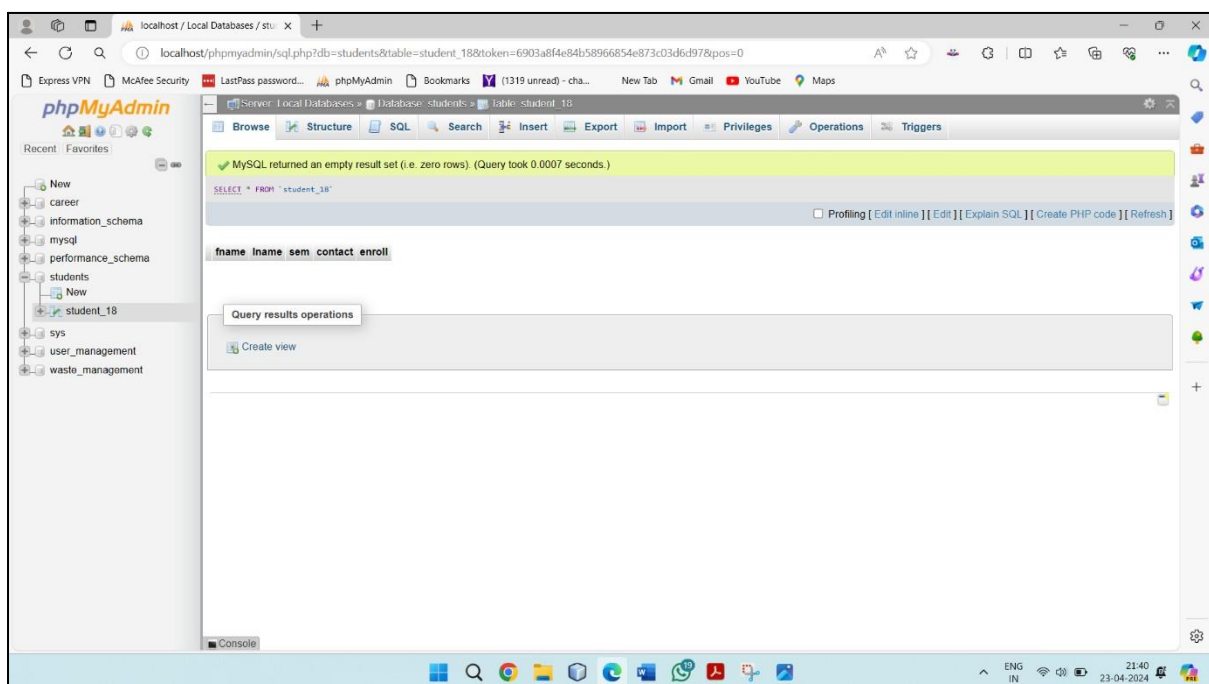 localhost / Local Databases / stu
localhost/phpmyadmin/sql.php?db=students&table=student_18&token=6903a8f4e84b58966854e873c03d6d97&pos=0
Express VPN McAfee Security LastPass password... phpMyAdmin Bookmarks (1319 unread) - cha... New Tab Gmail YouTube Maps
phpMyAdmin
Recent Favorites
New
career
information_schema
mysql
performance_schema
students
New
student_18
sys
user_management
waste_management
Server: Local Databases » Database: students » Table: student_18
Browse Structure SQL Search Insert Export Import Privileges Operations Triggers
MySQL returned an empty result set (i.e. zero rows). (Query took 0.0007 seconds.)
SELECT * FROM `student_18`
Profiling [ Edit inline ] [ Edit ] [ Explain SQL ] [ Create PHP code ] [ Refresh ]
fname lname sem contact enroll
Query results operations
Create view
Console
19
ENG
IN
21:40
23-04-2024
PRE